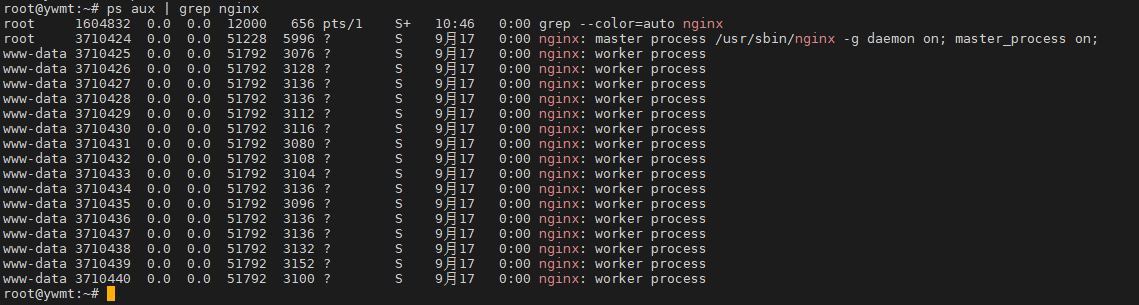 root@ywmt:~# ps aux | grep nginx
root     1604832  0.0  0.0  12000   656 pts/1    S+   10:46   0:00 grep --color=auto nginx
root     3710424  0.0  0.0  51228  5996 ?        S    9月17   0:00 nginx: master process /usr/sbin/nginx -g daemon on; master_process on;
www-data 3710425  0.0  0.0  51792  3076 ?        S    9月17   0:00 nginx: worker process
www-data 3710426  0.0  0.0  51792  3128 ?        S    9月17   0:00 nginx: worker process
www-data 3710427  0.0  0.0  51792  3136 ?        S    9月17   0:00 nginx: worker process
www-data 3710428  0.0  0.0  51792  3136 ?        S    9月17   0:00 nginx: worker process
www-data 3710429  0.0  0.0  51792  3112 ?        S    9月17   0:00 nginx: worker process
www-data 3710430  0.0  0.0  51792  3116 ?        S    9月17   0:00 nginx: worker process
www-data 3710431  0.0  0.0  51792  3080 ?        S    9月17   0:00 nginx: worker process
www-data 3710432  0.0  0.0  51792  3108 ?        S    9月17   0:00 nginx: worker process
www-data 3710433  0.0  0.0  51792  3104 ?        S    9月17   0:00 nginx: worker process
www-data 3710434  0.0  0.0  51792  3136 ?        S    9月17   0:00 nginx: worker process
www-data 3710435  0.0  0.0  51792  3096 ?        S    9月17   0:00 nginx: worker process
www-data 3710436  0.0  0.0  51792  3136 ?        S    9月17   0:00 nginx: worker process
www-data 3710437  0.0  0.0  51792  3136 ?        S    9月17   0:00 nginx: worker process
www-data 3710438  0.0  0.0  51792  3132 ?        S    9月17   0:00 nginx: worker process
www-data 3710439  0.0  0.0  51792  3152 ?        S    9月17   0:00 nginx: worker process
www-data 3710440  0.0  0.0  51792  3100 ?        S    9月17   0:00 nginx: worker process
root@ywmt:~#